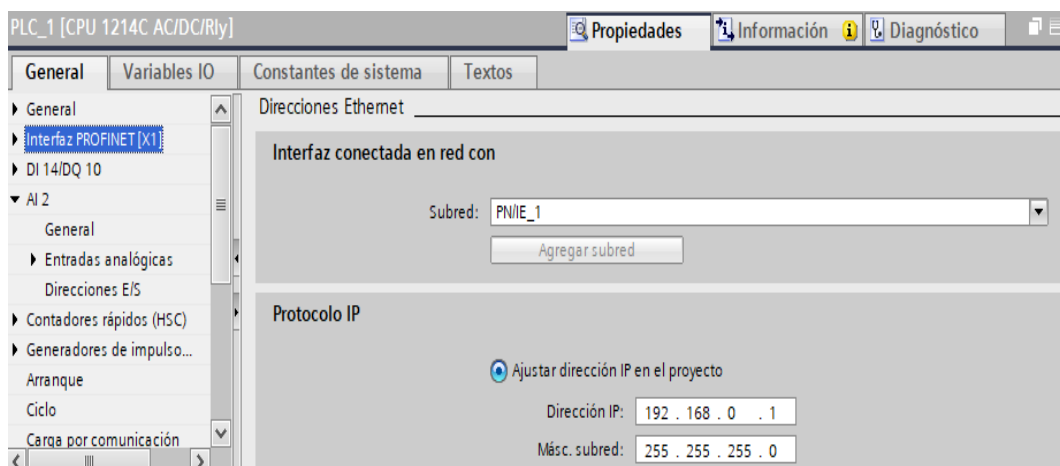 PLC_1 [CPU 1214C AC/DC/Rly]
Propiedades
Información
Diagnóstico
General
Variables IO
Constantes de sistema
Textos
General
Interfaz PROFINET [X1]
DI 14/DQ 10
AI 2
General
Entradas analógicas
Direcciones E/S
Contadores rápidos (HSC)
Generadores de impulso...
Arranque
Ciclo
Carga por comunicación
Direcciones Ethernet
Interfaz conectada en red con
Subred: PN/IE_1
Agregar subred
Protocolo IP
Ajustar dirección IP en el proyecto
Dirección IP: 192 . 168 . 0 . 1
Másc. subred: 255 . 255 . 255 . 0